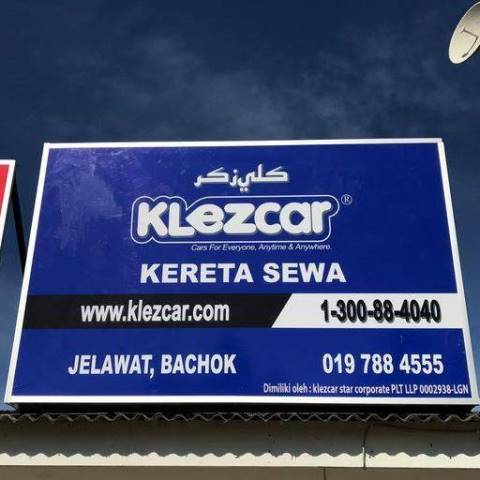 كليزكر
KLezcar®
Cars For Everyone, Anytime & Anywhere.
KERETA SEWA
www.klezcar.com 1-300-88-4040
JELAWAT, BACHOK 019 788 4555
Dimiliki oleh : klezcar star corporate PLT LLP 0002938-LGN